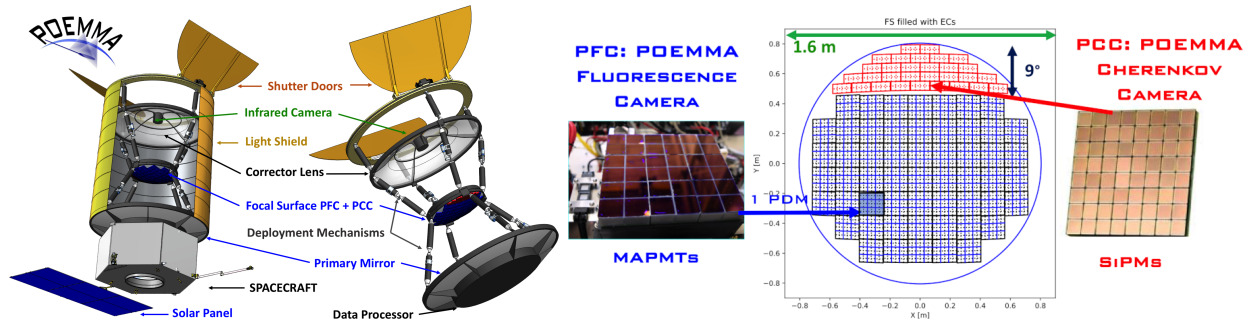 POEMMA
Shutter Doors
Infrared Camera
Light Shield
Corrector Lens
Focal Surface PFC + PCC
Deployment Mechanisms
Primary Mirror
SPACECRAFT
Solar Panel
Data Processor
PFC: POEMMA
FLUORESCENCE
CAMERA
1 PDM
MAPMTS
FS filled with ECs
1.6 m
9°
Y [m]
0.8
0.6
0.4
0.2
0.0
−0.2
−0.4
−0.6
−0.8
−0.8 −0.6 −0.4 −0.2 0.0 0.2 0.4 0.6 0.8
X [m]
PCC: POEMMA
CHERENKOV
CAMERA
SiPMs